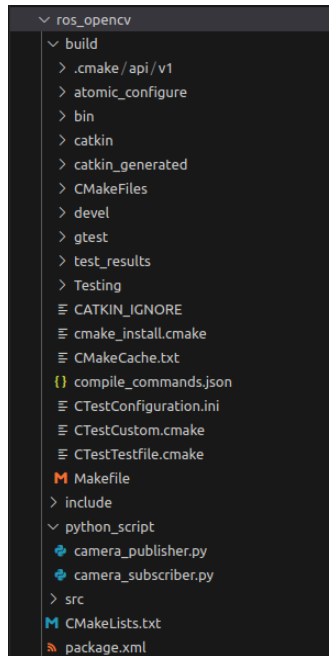 ros_opencv
build
.cmake/api/v1
atomic_configure
bin
catkin
catkin_generated
CMakeFiles
devel
gtest
test_results
Testing
CATKIN_IGNORE
cmake_install.cmake
CMakeCache.txt
{} compile_commands.json
CTestConfiguration.ini
CTestCustom.cmake
CTestTestfile.cmake
M Makefile
include
python_script
camera_publisher.py
camera_subscriber.py
src
M CMakeLists.txt
package.xml